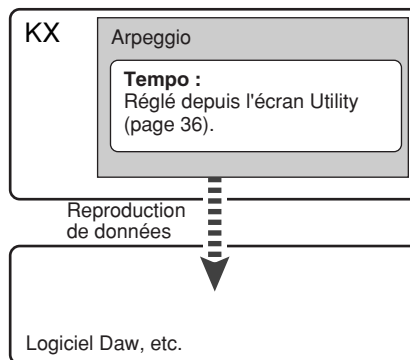 KX
Arpeggio
Tempo :
Réglé depuis l'écran Utility
(page 36).
Reproduction
de données
Logiciel Daw, etc.